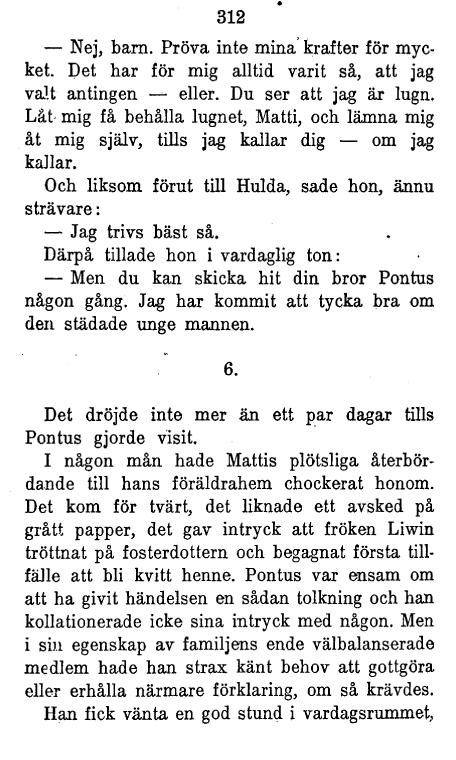 312
— Nej, barn. Pröva inte mina krafter för myc-
ket. Det har för mig alltid varit så, att jag
valt antingen — eller. Du ser att jag är lugn.
Låt mig få behålla lugnet, Matti, och lämna mig
åt mig själv, tills jag kallar dig — om jag
kallar.
Och liksom förut till Hulda, sade hon, ännu
strävare:
— Jag trivs bäst så.
Därpå tillade hon i vardaglig ton:
— Men du kan skicka hit din bror Pontus
någon gång. Jag har kommit att tycka bra om
den städade unge mannen.
6.
Det dröjde inte mer än ett par dagar tills
Pontus gjorde visit.
I någon mån hade Mattis plötsliga återbör-
dande till hans föräldrahem chockerat honom.
Det kom för tvärt, det liknade ett avsked på
grått papper, det gav intryck att fröken Liwin
tröttnat på fosterdottern och begagnat första till-
fälle att bli kvitt henne. Pontus var ensam om
att ha givit händelsen en sådan tolkning och han
kollationerade icke sina intryck med någon. Men
i sin egenskap av familjens ende välbalanserade
medlem hade han strax känt behov att gottgöra
eller erhålla närmare förklaring, om så krävdes.
Han fick vänta en god stund i vardagsrummet,